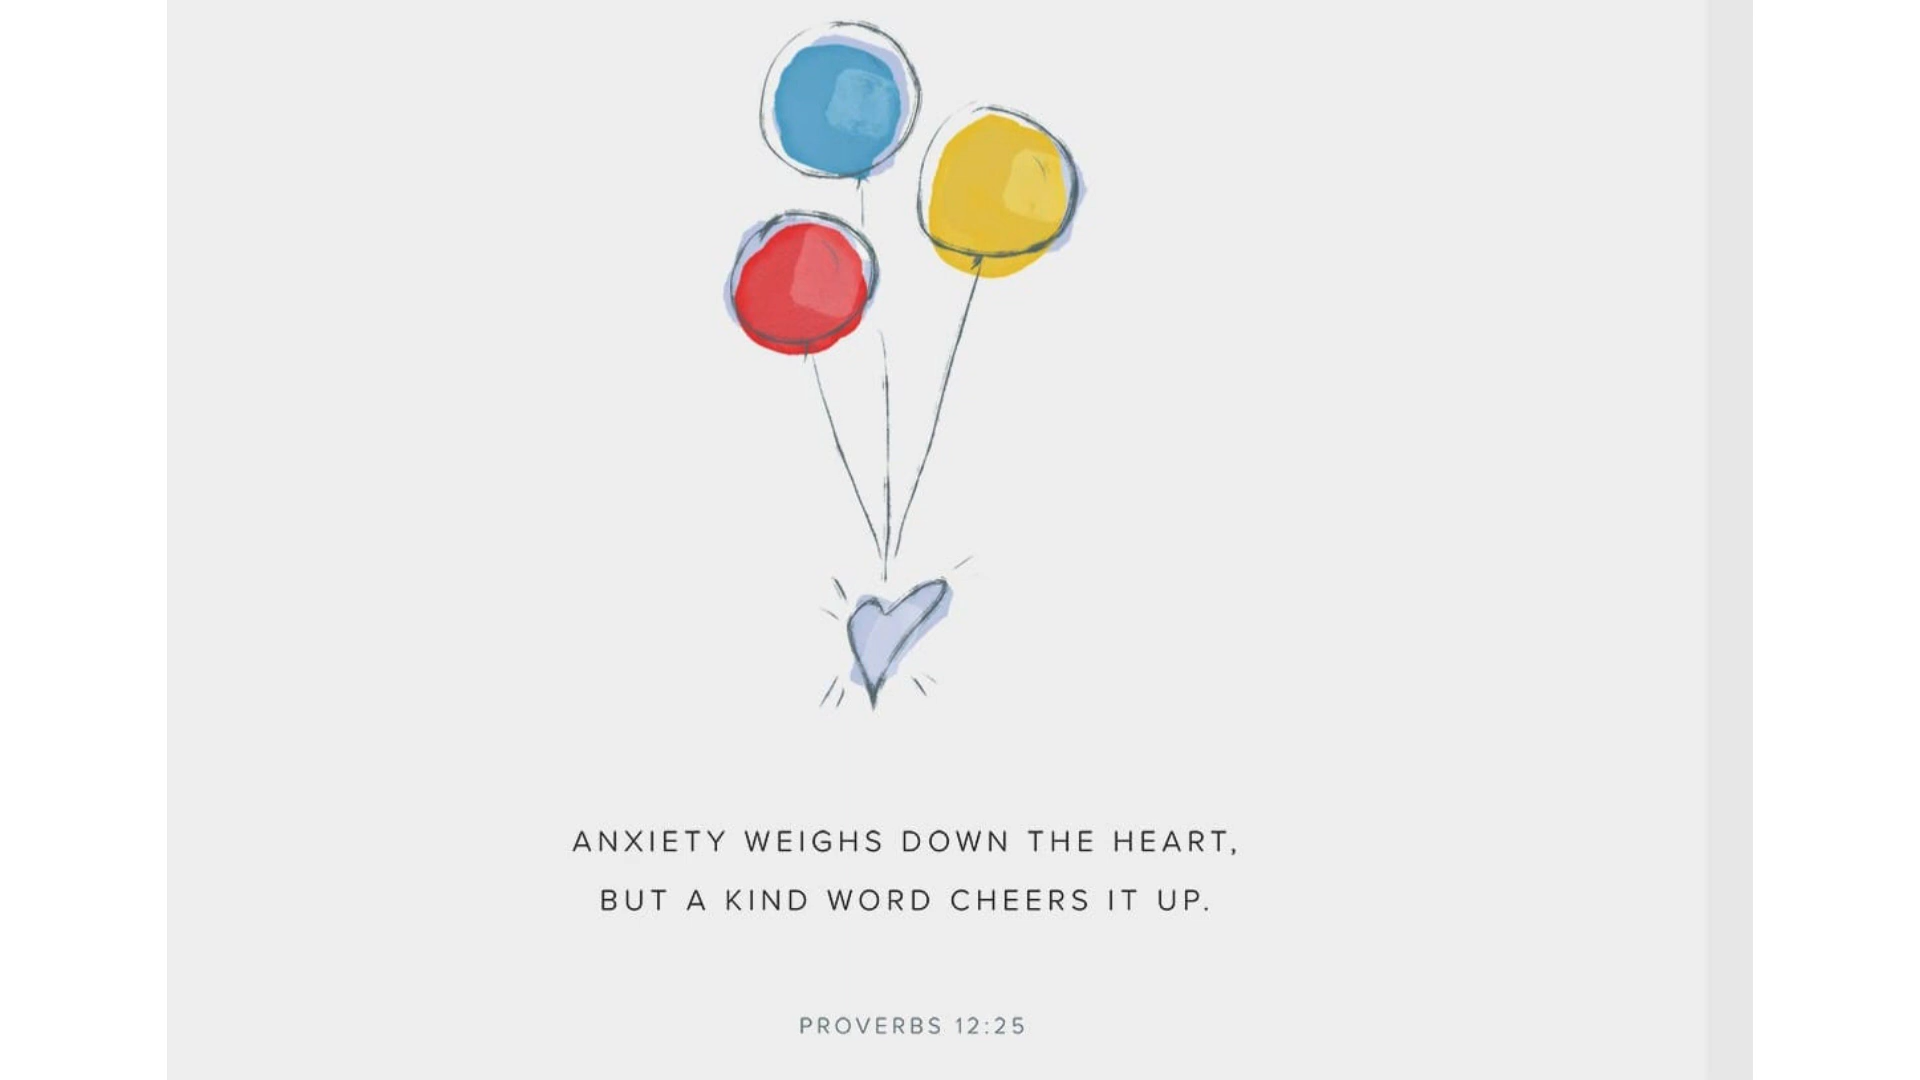 ANXIETY WEIGHS DOWN THE HEART,
BUT A KIND WORD CHEERS IT UP.
PROVERBS 12:25